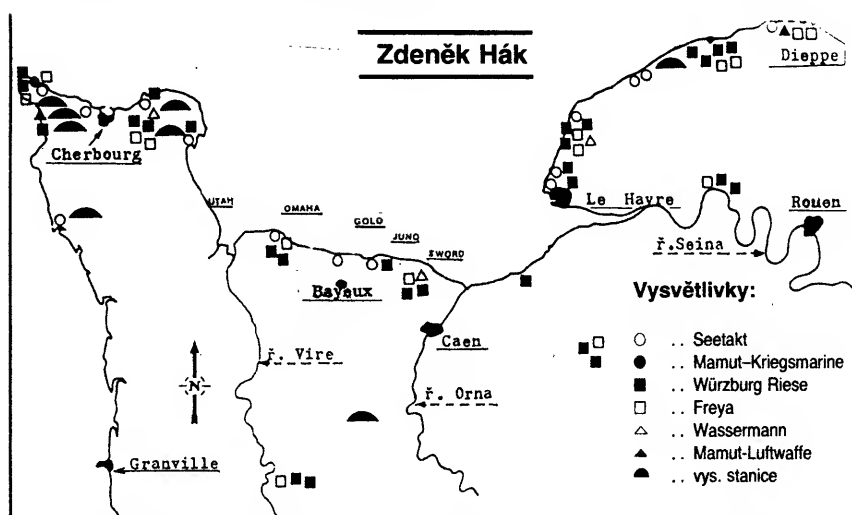 Zdeněk Hák
Dieppe
Cherbourg
UTAH
OMAHA
GOLD
JUNO
SWORD
Le Havre
Rouen
ř.Seina
Bayeux
Caen
ř. Vire
ř. Orna
N
Granville
Vysvětlivky:
.. Seetakt
.. Mamut–Kriegsmarine
.. Würzburg Riese
.. Freya
.. Wassermann
.. Mamut-Luftwaffe
.. vys. stanice